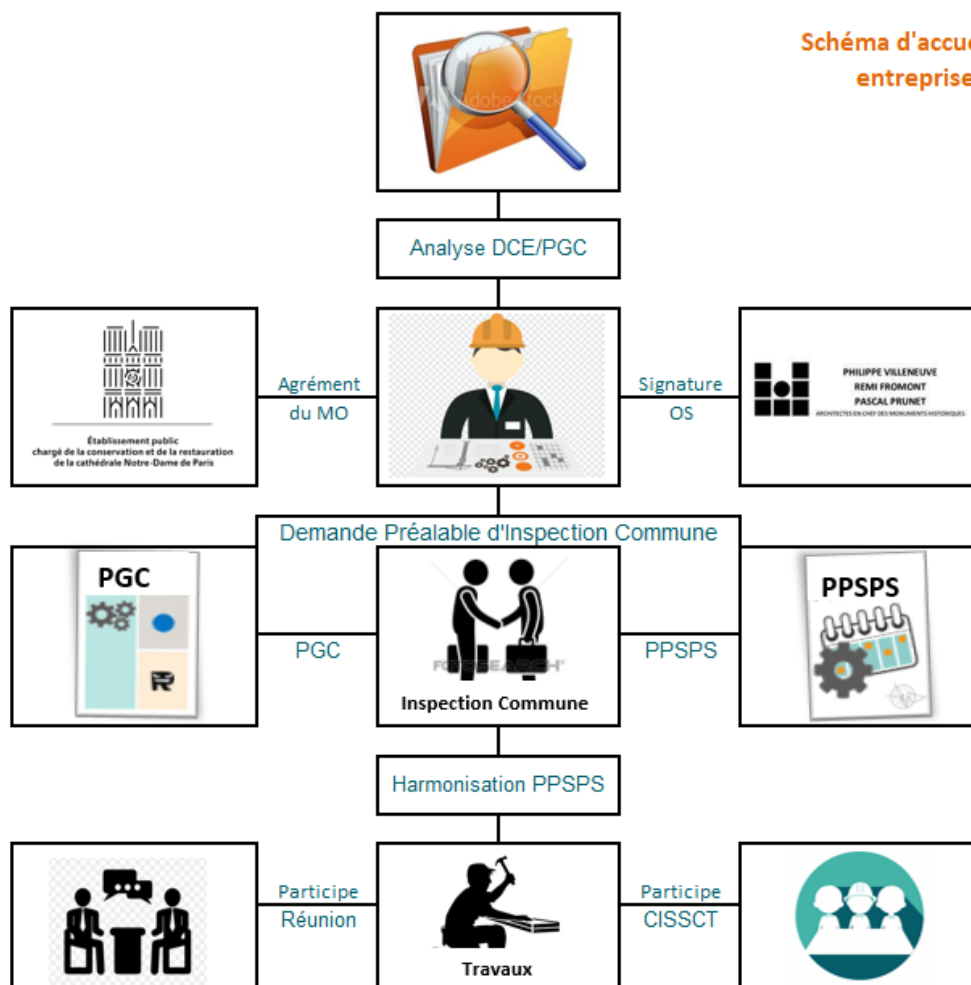 Schéma d'accue
entreprise
Adobe Stock
Analyse DCE/PGC
Établissement public
chargé de la conservation et de la restauration
de la cathédrale Notre-Dame de Paris
Agrément
du MO
Signature
OS
PHILIPPE VILLENEUVE
REMI FROMONT
PASCAL PRUNET
ARCHITECTES EN CHEF DES MONUMENTS HISTORIQUES
Demande Préalable d'Inspection Commune
PGC
PGC
Inspection Commune
PPSPS
PPSPS
Harmonisation PPSPS
Participe
Réunion
Travaux
Participe
CISSCT